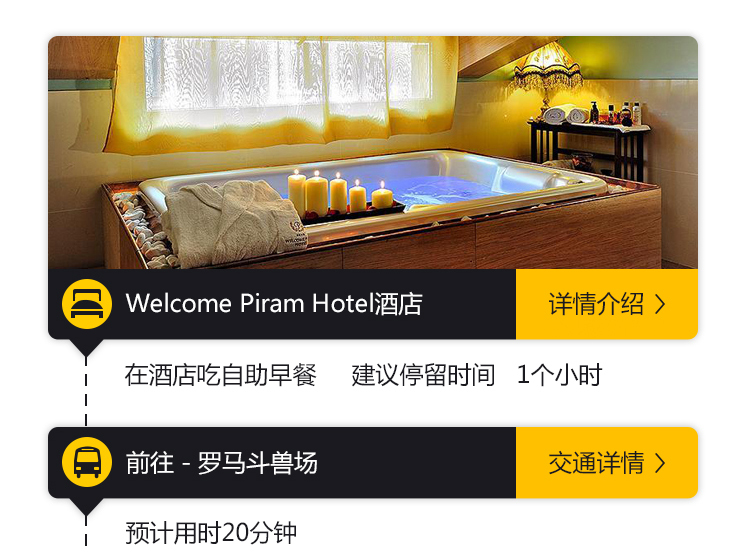 Welcome Piram Hotel酒店
详情介绍
在酒店吃自助早餐 建议停留时间 1个小时
前往 - 罗马斗兽场
交通详情
预计用时20分钟